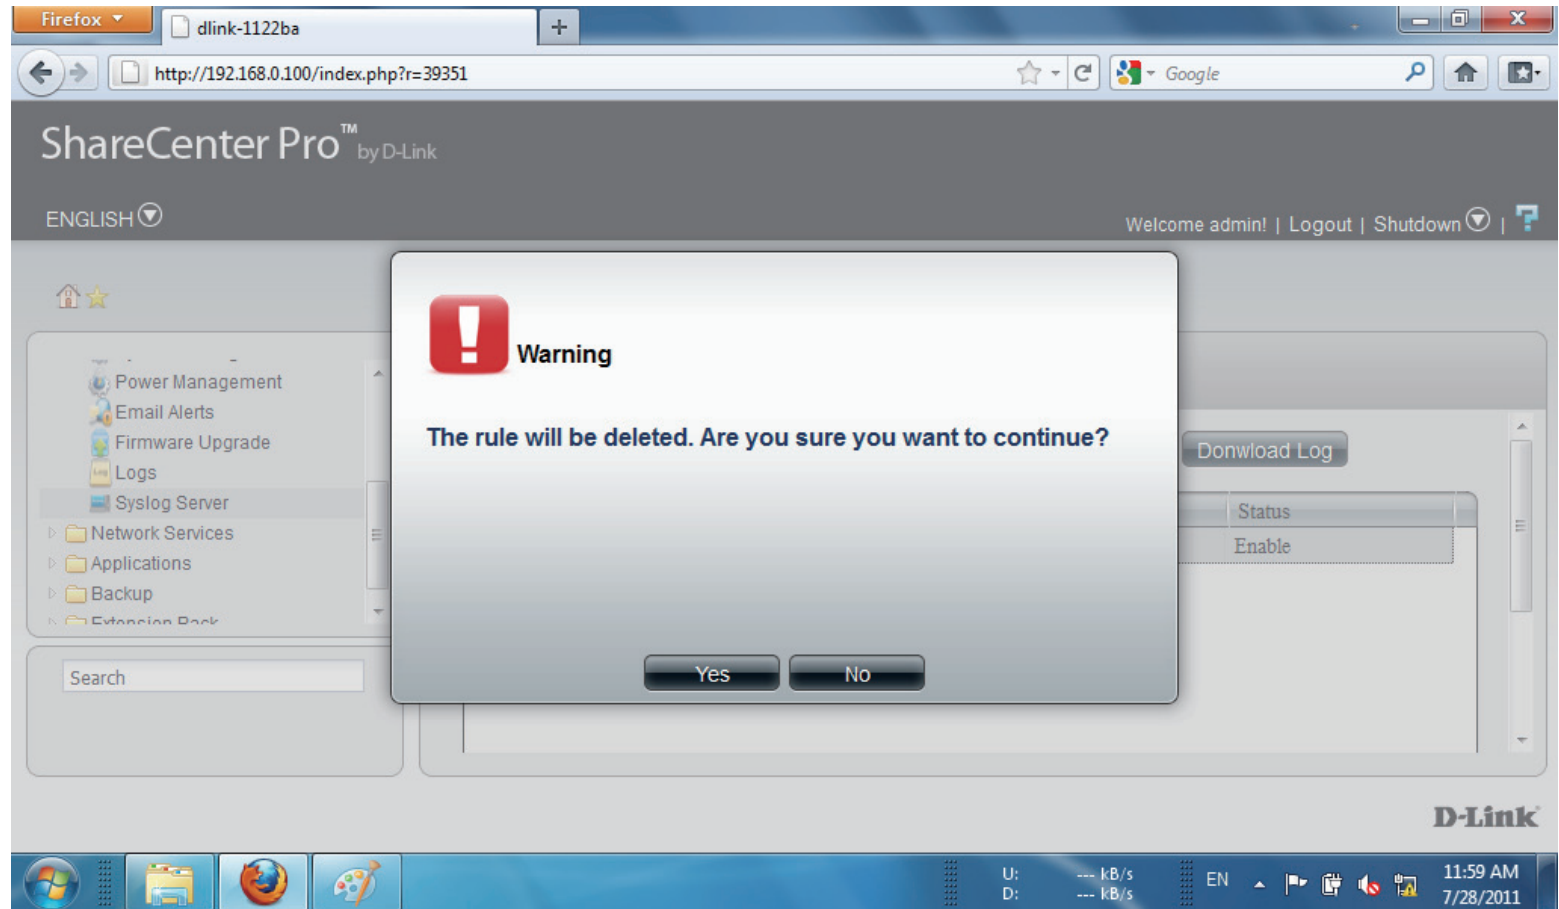 Firefox
dlink-1122ba
http://192.168.0.100/index.php?r=39351
Google
ShareCenter Pro™ by D-Link
ENGLISH
Welcome admin! | Logout | Shutdown |
Warning
The rule will be deleted. Are you sure you want to continue?
Yes No
Power Management
Email Alerts
Firmware Upgrade
Logs
Syslog Server
Network Services
Applications
Backup
Extension Pack
Search
Donwload Log
Status
Enable
D-Link
U: --- kB/s
D: --- kB/s
EN
11:59 AM
7/28/2011